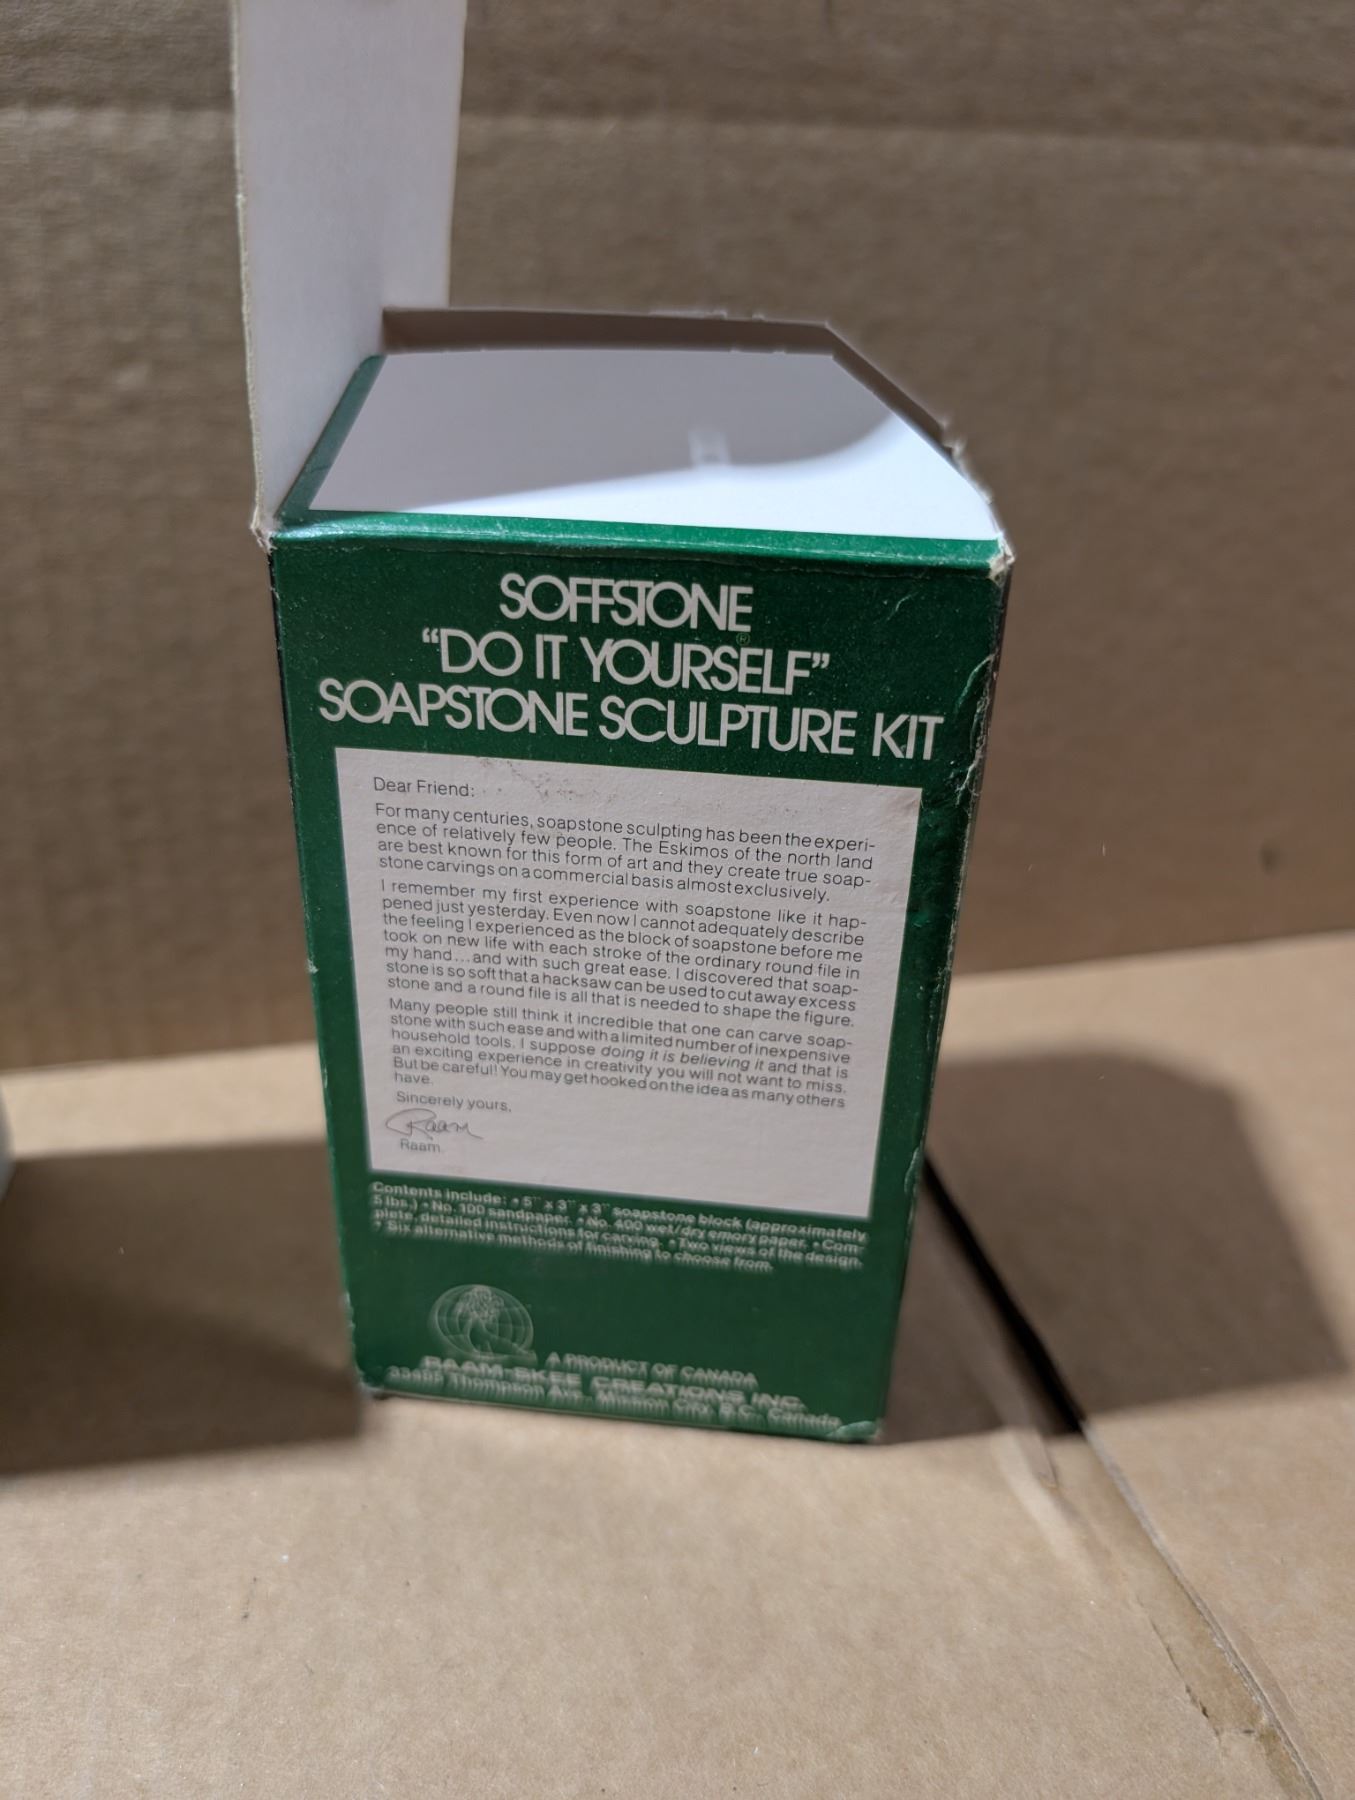 SOFFSTONE
“DO IT YOURSELF”®
SOAPSTONE SCULPTURE KIT
Dear Friend:
For many centuries, soapstone sculpting has been the experi-
ence of relatively few people. The Eskimos of the north land
are best known for this form of art and they create true soap-
stone carvings on a commercial basis almost exclusively.
I remember my first experience with soapstone like it hap-
pened just yesterday. Even now I cannot adequately describe
the feeling I experienced as the block of soapstone before me
took on new life with each stroke of the ordinary round file in
my hand...and with such great ease. I discovered that soap-
stone is so soft that a hacksaw can be used to cut away excess
stone and a round file is all that is needed to shape the figure.
Many people still think it incredible that one can carve soap-
stone with such ease and with a limited number of inexpensive
household tools. I suppose doing it is believing it and that is
an exciting experience in creativity you will not want to miss.
But be careful! You may get hooked on the idea as many others
have.
Sincerely yours,
Raam
Raam.
Contents include: • 5" x 3" x 3" soapstone block (approximately
5 lbs.) • No. 100 sandpaper. • No. 400 wet/dry emory paper. • Com-
plete, detailed instructions for carving. • Two views of the design.
• Six alternative methods of finishing to choose from.
A PRODUCT OF CANADA
RAAM-SKEE CREATIONS INC.
Thompson Ave., Mission City, B.C., Canada